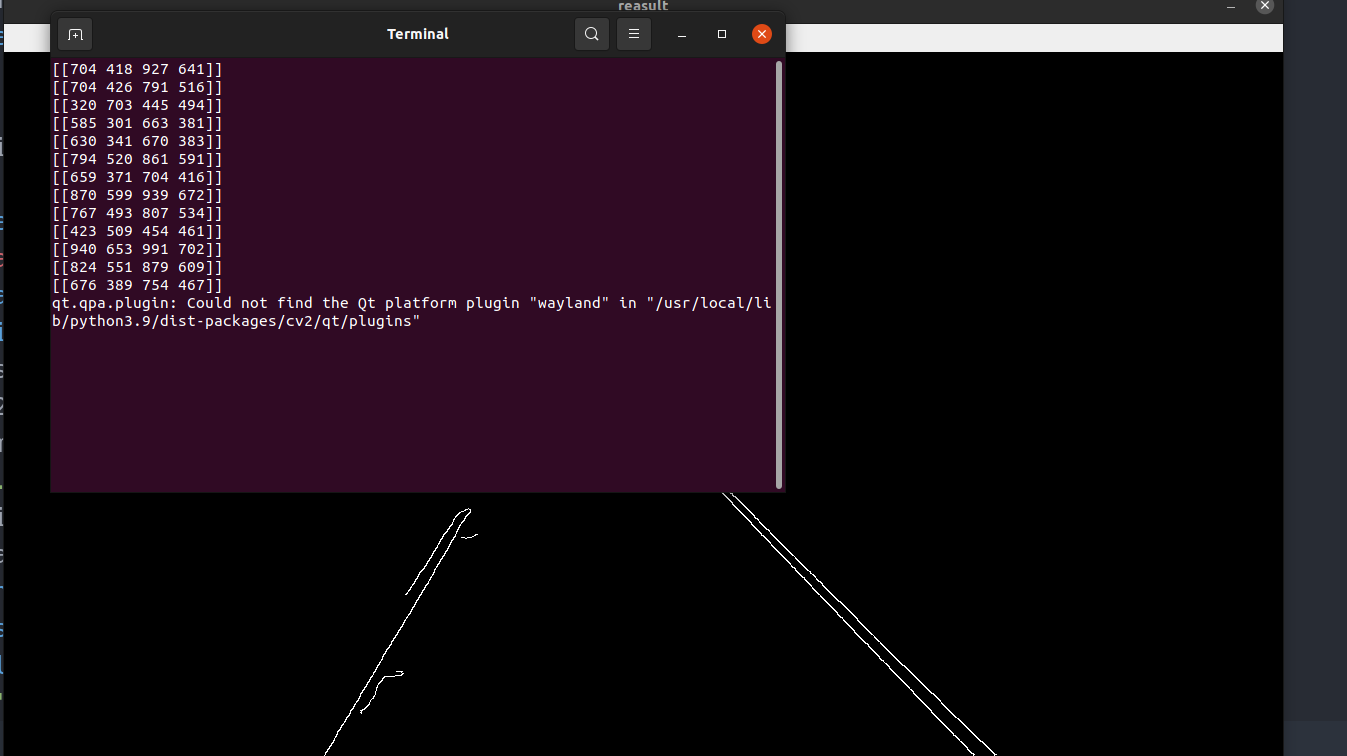 reasult
Terminal
[[704 418 927 641]]
[[704 426 791 516]]
[[320 703 445 494]]
[[585 301 663 381]]
[[630 341 670 383]]
[[794 520 861 591]]
[[659 371 704 416]]
[[870 599 939 672]]
[[767 493 807 534]]
[[423 509 454 461]]
[[940 653 991 702]]
[[824 551 879 609]]
[[676 389 754 467]]
qt.qpa.plugin: Could not find the Qt platform plugin "wayland" in "/usr/local/li
b/python3.9/dist-packages/cv2/qt/plugins"